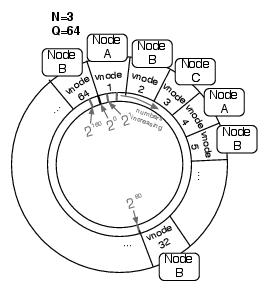 N=3
Q=64
Node
B
Node
A
Node
B
Node
C
Node
A
Node
B
vnode
64
vnode
1
vnode
2
vnode
3
vnode
4
vnode
5
numbers
increasing
2^160
2^0
2^1
...
...
2^80
vnode
32
Node
B